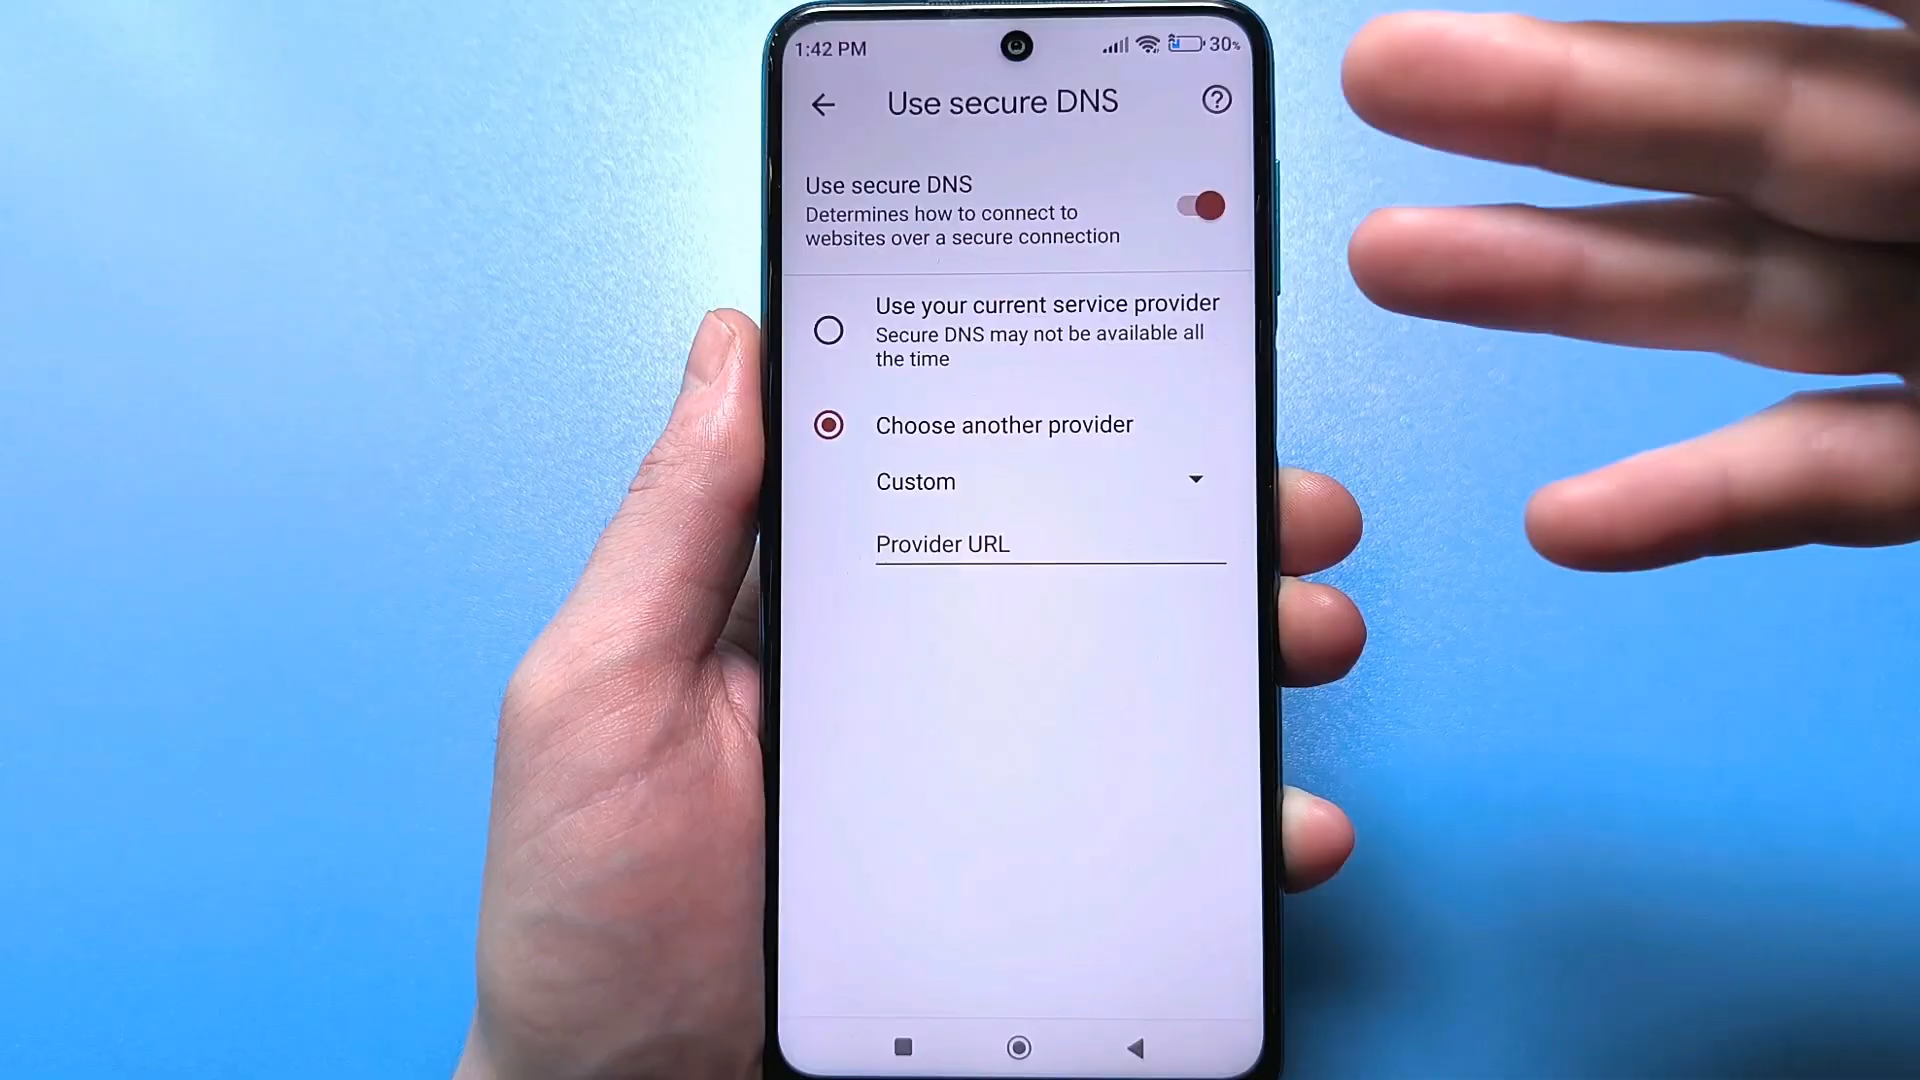 1:42 PM
30%
Use secure DNS
Use secure DNS
Determines how to connect to
websites over a secure connection
Use your current service provider
Secure DNS may not be available all
the time
Choose another provider
Custom
Provider URL